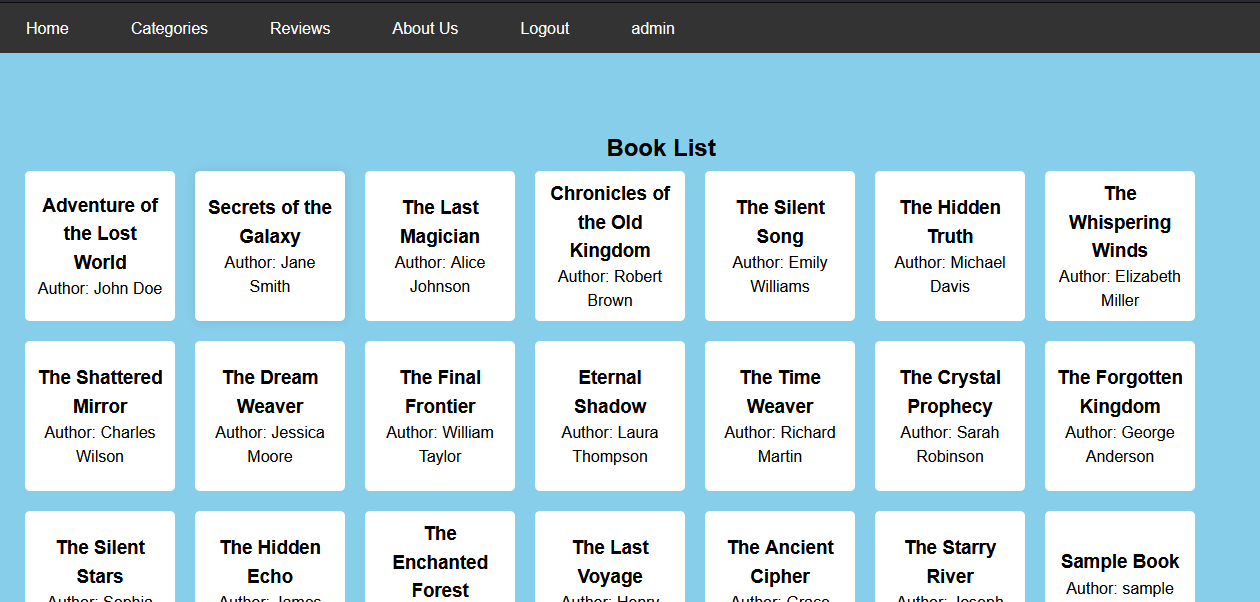 Home Categories Reviews About Us Logout admin
Book List
Adventure of
the Lost
World
Author: John Doe
Secrets of the
Galaxy
Author: Jane
Smith
The Last
Magician
Author: Alice
Johnson
Chronicles of
the Old
Kingdom
Author: Robert
Brown
The Silent
Song
Author: Emily
Williams
The Hidden
Truth
Author: Michael
Davis
The
Whispering
Winds
Author: Elizabeth
Miller
The Shattered
Mirror
Author: Charles
Wilson
The Dream
Weaver
Author: Jessica
Moore
The Final
Frontier
Author: William
Taylor
Eternal
Shadow
Author: Laura
Thompson
The Time
Weaver
Author: Richard
Martin
The Crystal
Prophecy
Author: Sarah
Robinson
The Forgotten
Kingdom
Author: George
Anderson
The Silent
Stars
Author: Sophia
The Hidden
Echo
Author: James
The
Enchanted
Forest
The Last
Voyage
Author: Henry
The Ancient
Cipher
Author: Grace
The Starry
River
Author: Joseph
Sample Book
Author: sample